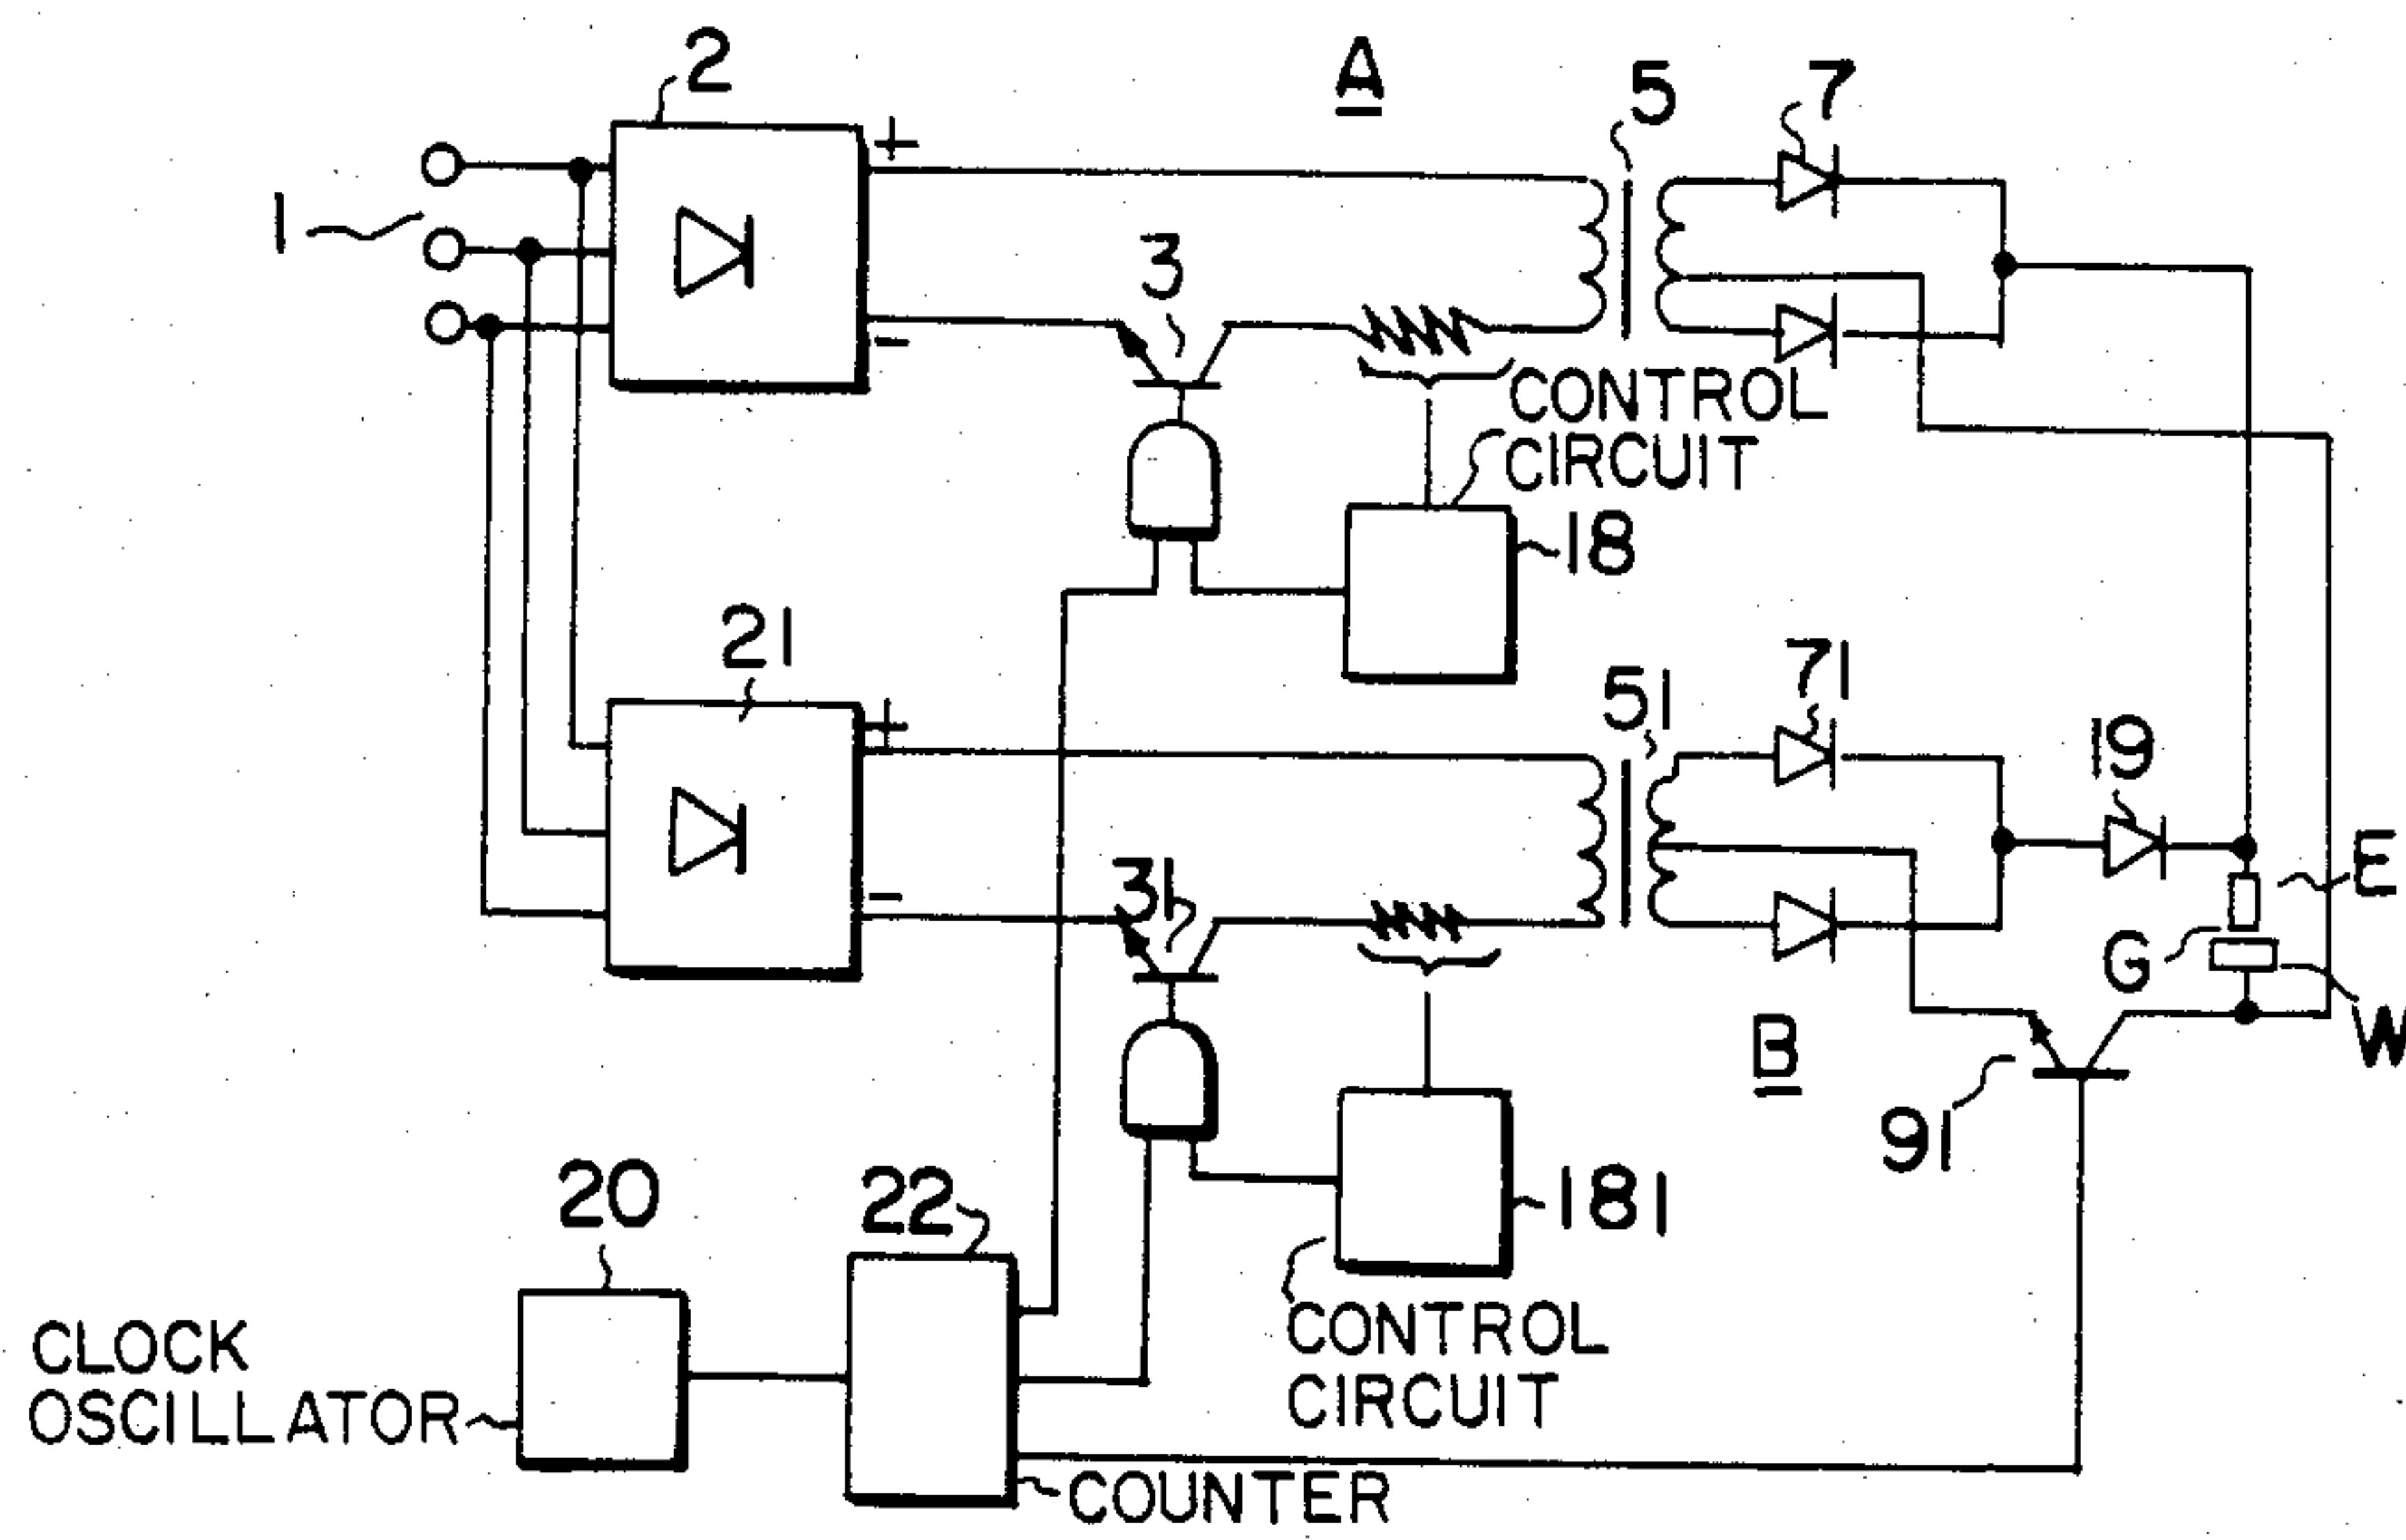 2
A
5
7
+
1
3
-
CONTROL
CIRCUIT
18
21
71
51
+
19
31
-
E
G
B
W
91
20
22
181
CLOCK
OSCILLATOR
CONTROL
CIRCUIT
COUNTER